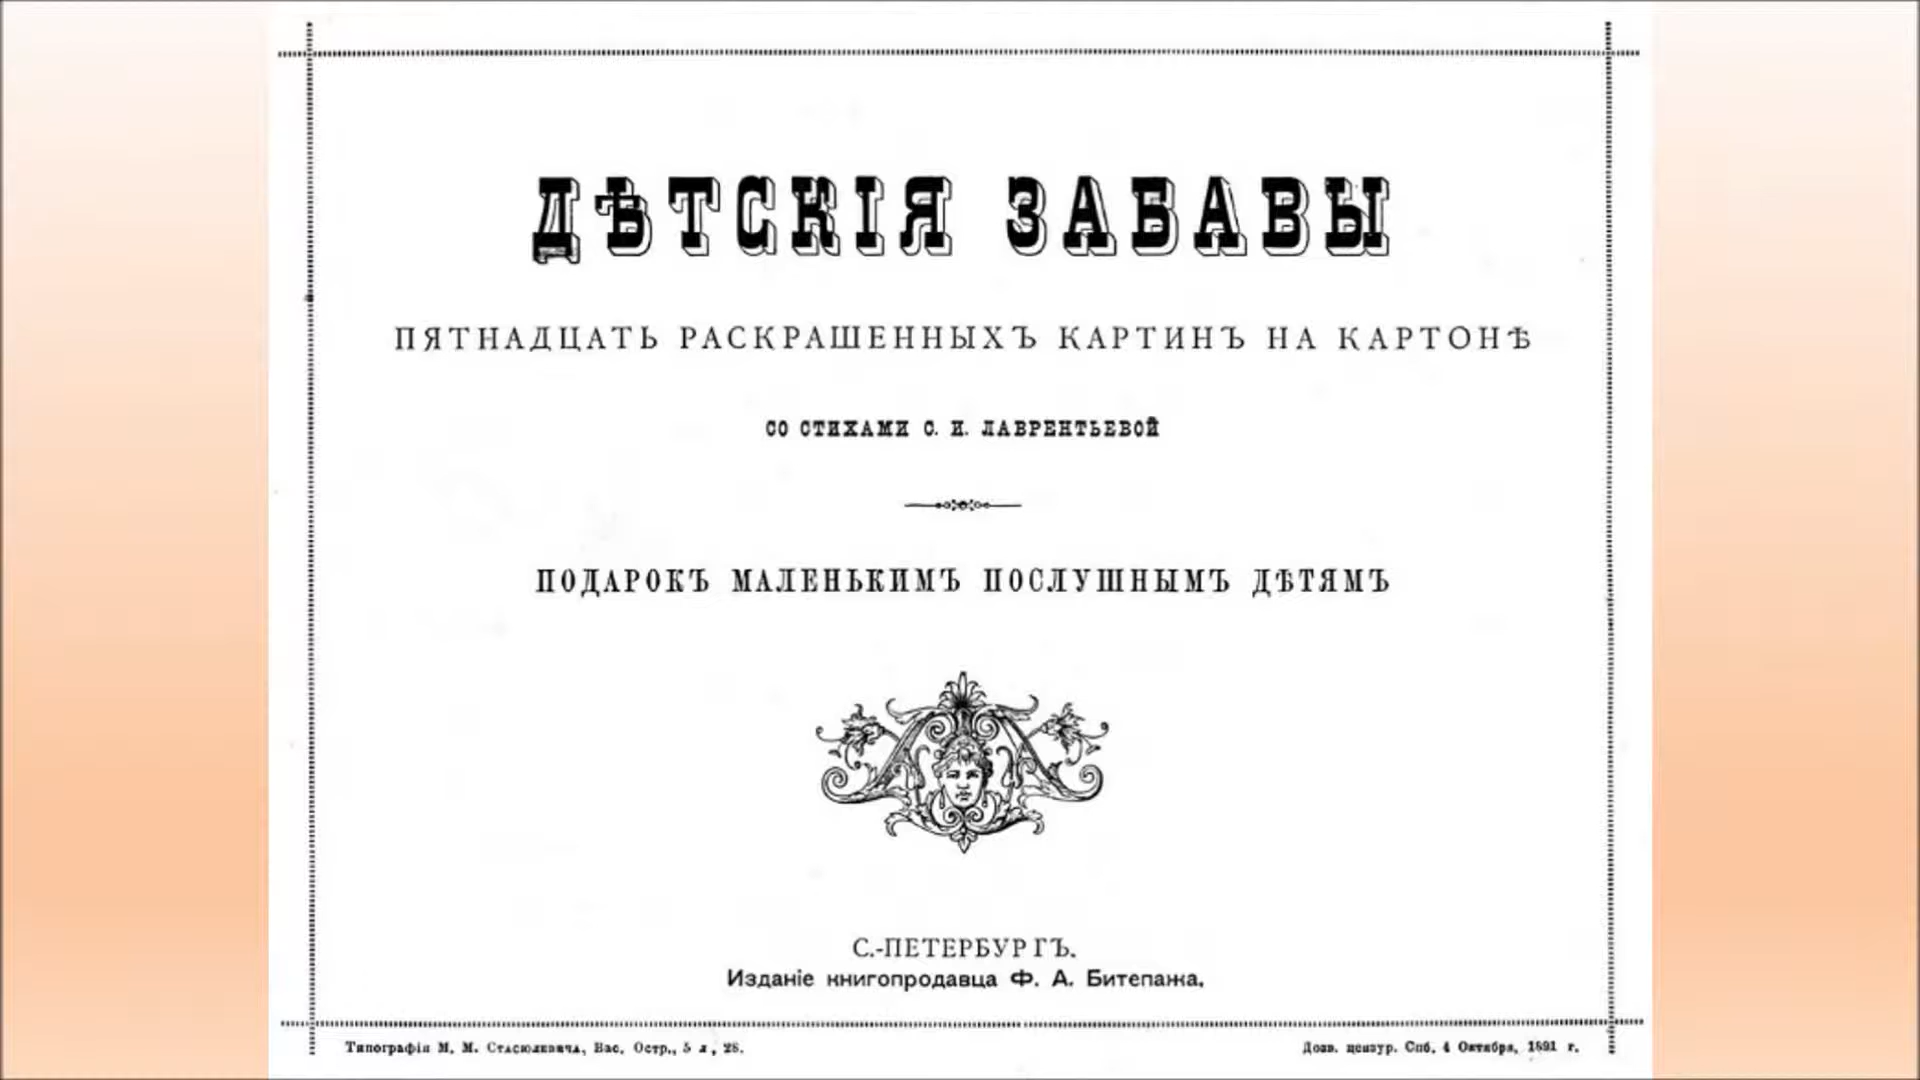 ДѢТСКІЯ ЗАБАВЫ
ПЯТНАДЦАТЬ РАСКРАШЕННЫХЪ КАРТИНЪ НА КАРТОНѢ
СО СТИХАМИ С. И. ЛАВРЕНТЬЕВОЙ
ПОДАРОКЪ МАЛЕНЬКИМЪ ПОСЛУШНЫМЪ ДѢТЯМЪ
С.-ПЕТЕРБУРГЪ.
Изданіе книгопродавца Ф. А. Битепажа.
Типографія М. М. Стасюлевича, Вас. Остр., 5 л., 28.
Дозв. цензур. Спб. 4 Октября, 1891 г.